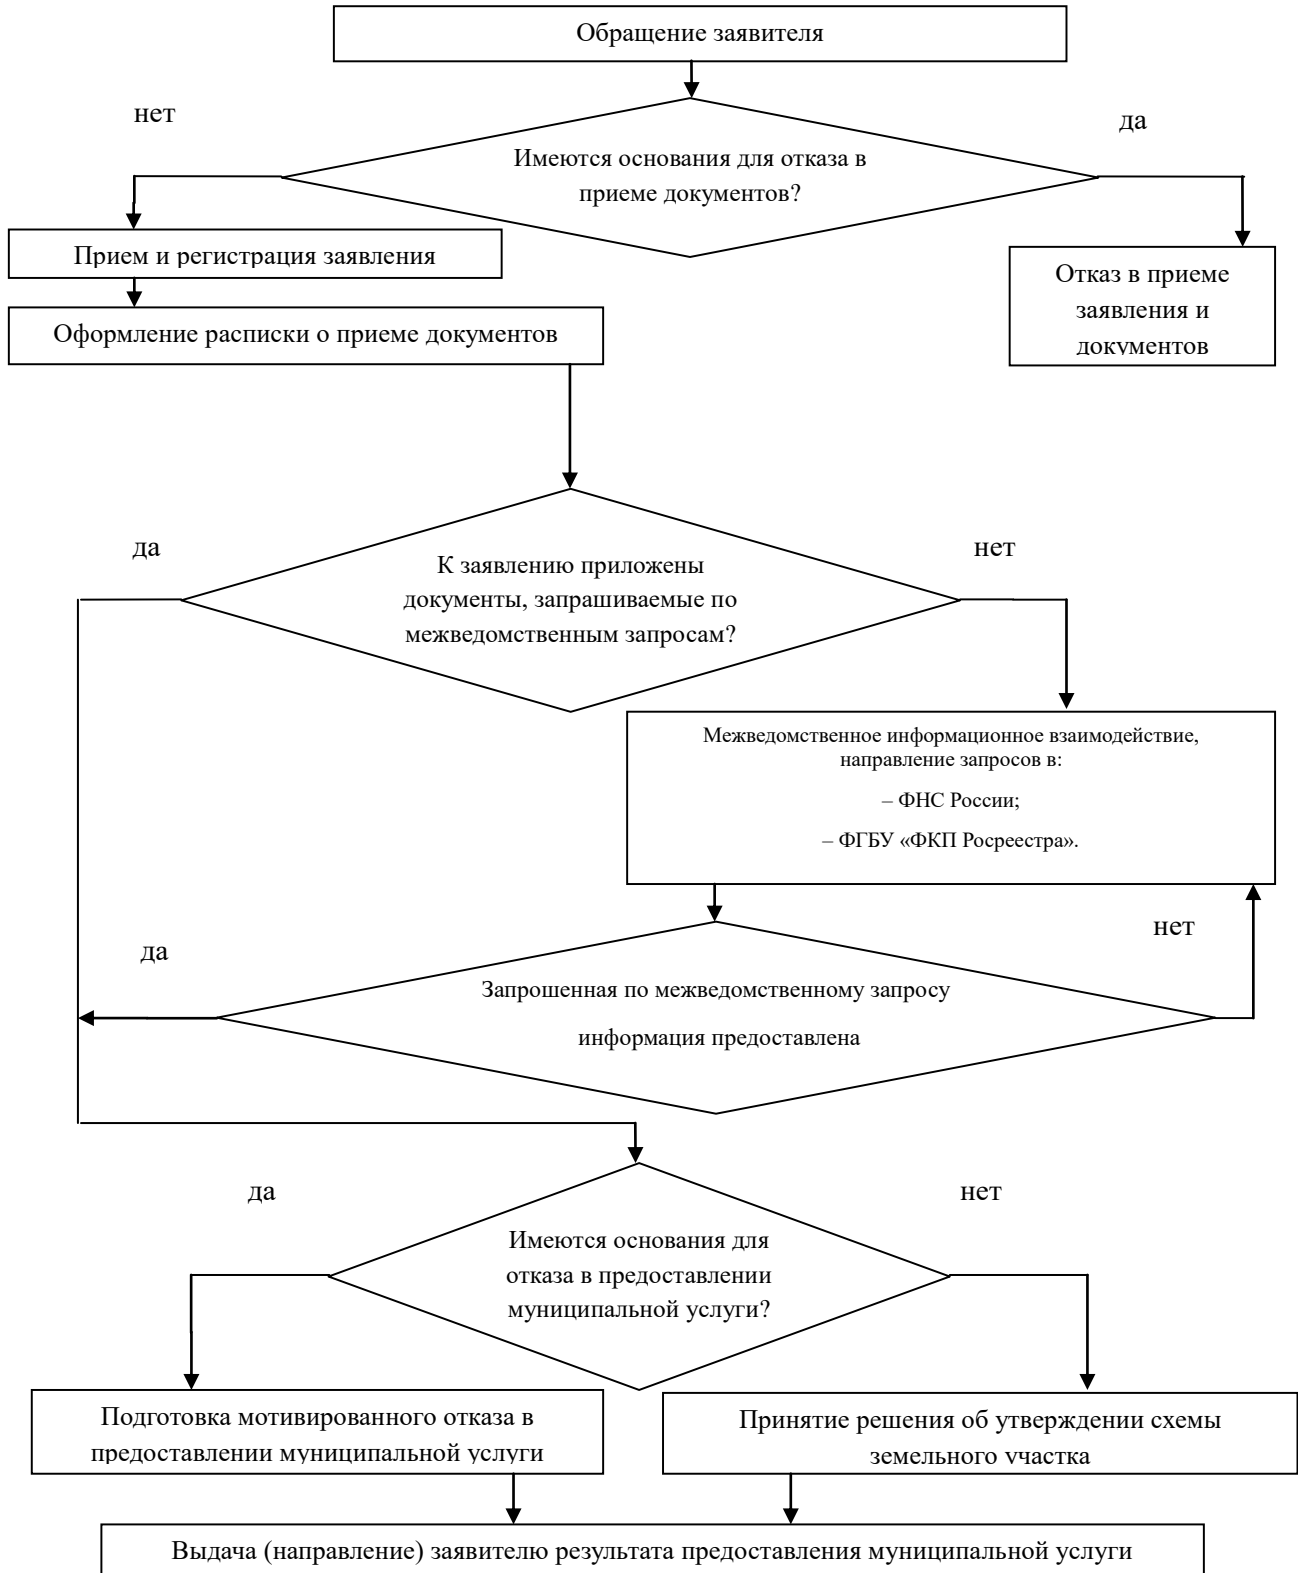 Обращение заявителя
нет
да
Имеются основания для отказа в
приеме документов?
Прием и регистрация заявления
Отказ в приеме
заявления и
документов
Оформление расписки о приеме документов
да
нет
К заявлению приложены
документы, запрашиваемые по
межведомственным запросам?
Межведомственное информационное взаимодействие,
направление запросов в:
– ФНС России;
– ФГБУ «ФКП Росреестра».
нет
да
Запрошенная по межведомственному запросу
информация предоставлена
да
нет
Имеются основания для
отказа в предоставлении
муниципальной услуги?
Подготовка мотивированного отказа в
предоставлении муниципальной услуги
Принятие решения об утверждении схемы
земельного участка
Выдача (направление) заявителю результата предоставления муниципальной услуги